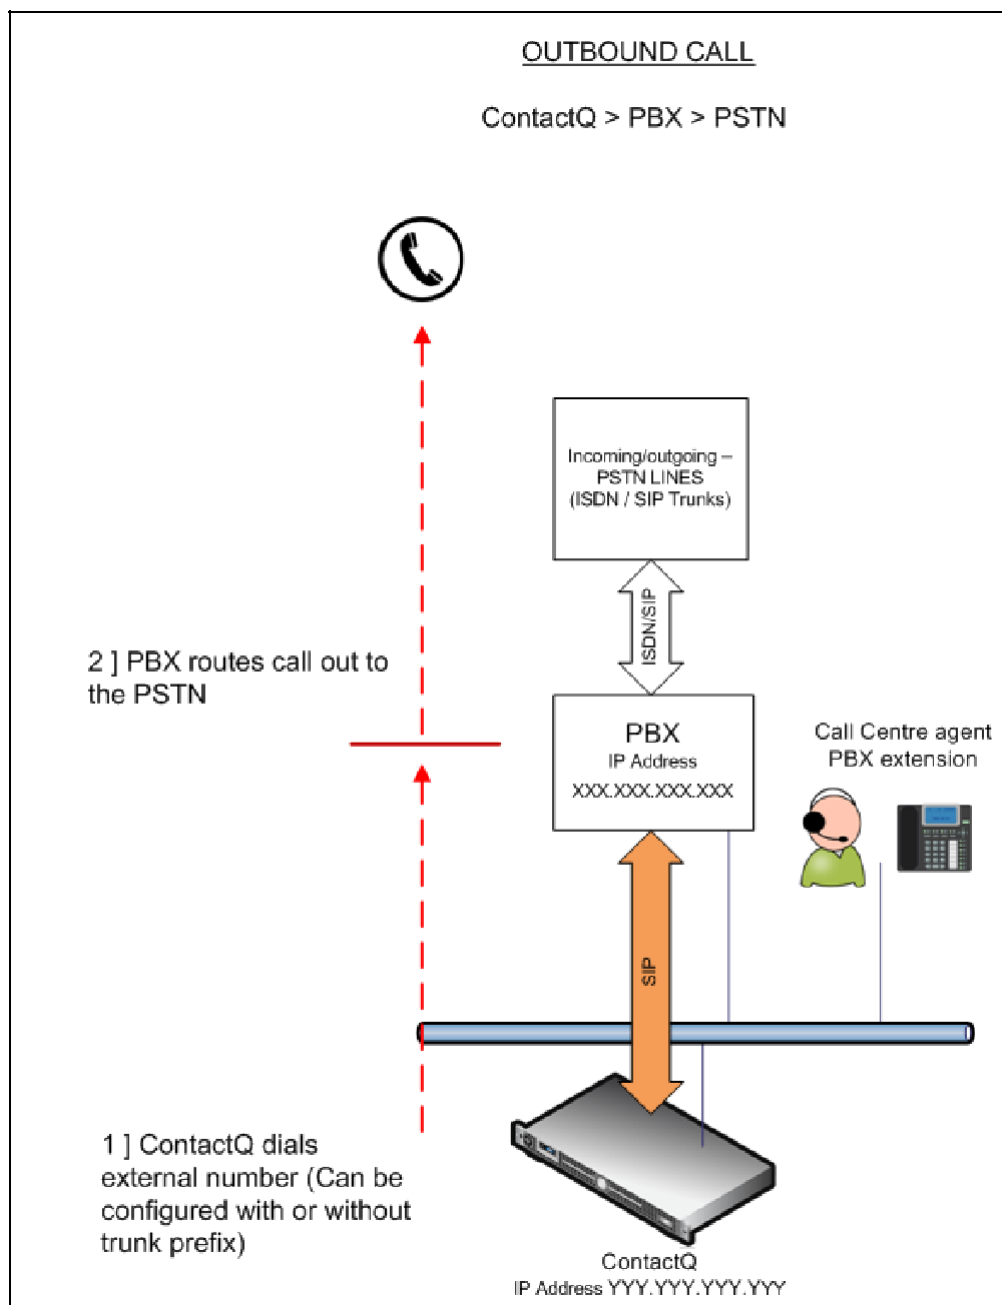 OUTBOUND CALL
ContactQ > PBX > PSTN
Incoming/outgoing –
PSTN LINES
(ISDN / SIP Trunks)
ISDN/SIP
2 ] PBX routes call out to
the PSTN
PBX
IP Address
XXX.XXX.XXX.XXX
Call Centre agent
PBX extension
SIP
1 ] ContactQ dials
external number (Can be
configured with or without
trunk prefix)
ContactQ
IP Address YYY.YYY.YYY.YYY